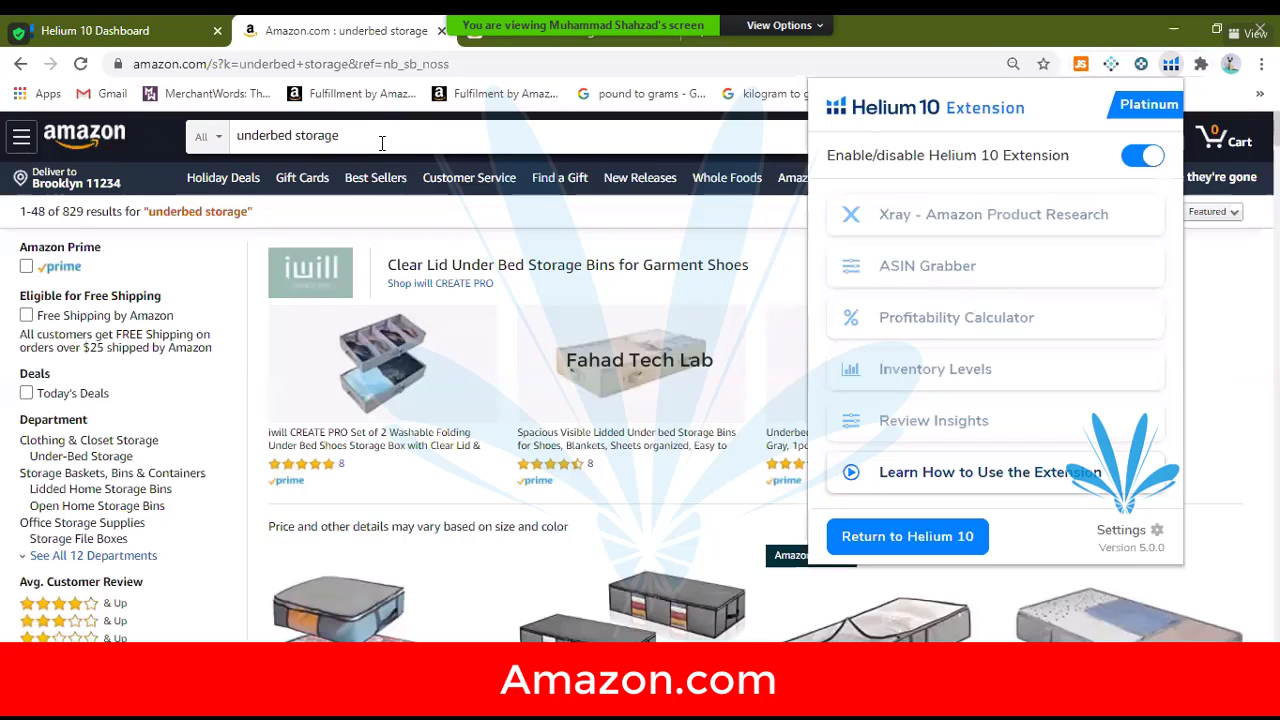 Helium 10 Dashboard
Amazon.com : underbed storage
You are viewing Muhammad Shahzad's screen
View Options
View
amazon.com/s?k=underbed+storage&ref=nb_sb_noss
Apps
Gmail
MerchantWords: Th...
Fulfillment by Amaz...
Fulfilment by Amaz...
pound to grams - G...
kilogram to
Helium 10 Extension
Platinum
Enable/disable Helium 10 Extension
Xray - Amazon Product Research
ASIN Grabber
Profitability Calculator
Inventory Levels
Review Insights
Learn How to Use the Extension
Return to Helium 10
Settings
Version 5.0.0
amazon
All
underbed storage
0
Cart
Deliver to
Brooklyn 11234
Holiday Deals
Gift Cards
Best Sellers
Customer Service
Find a Gift
New Releases
Whole Foods
Amaz
they're gone
1-48 of 829 results for "underbed storage"
Featured
Amazon Prime
prime
Eligible for Free Shipping
Free Shipping by Amazon
All customers get FREE Shipping on
orders over $25 shipped by Amazon
Deals
Today's Deals
Department
Clothing & Closet Storage
Under-Bed Storage
Storage Baskets, Bins & Containers
Lidded Home Storage Bins
Open Home Storage Bins
Office Storage Supplies
Storage File Boxes
See All 12 Departments
Avg. Customer Review
& Up
& Up
& Up
iwill
Clear Lid Under Bed Storage Bins for Garment Shoes
Shop iwill CREATE PRO
Fahad Tech Lab
iwill CREATE PRO Set of 2 Washable Folding
Under Bed Shoes Storage Box with Clear Lid &
8
prime
Spacious Visible Lidded Under bed Storage Bins
for Shoes, Blankets, Sheets organized, Easy to
8
prime
Underb
Gray, 1pc
prime
Price and other details may vary based on size and color
Amazo
Amazon.com